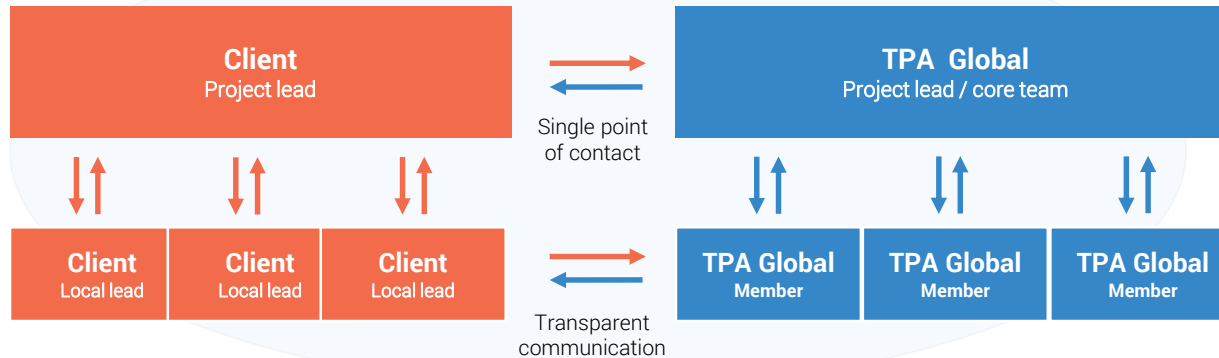 Client
Project lead
TPA Global
Project lead / core team
Single point
of contact
Client
Local lead
Client
Local lead
Client
Local lead
TPA Global
Member
TPA Global
Member
TPA Global
Member
Transparent
communication